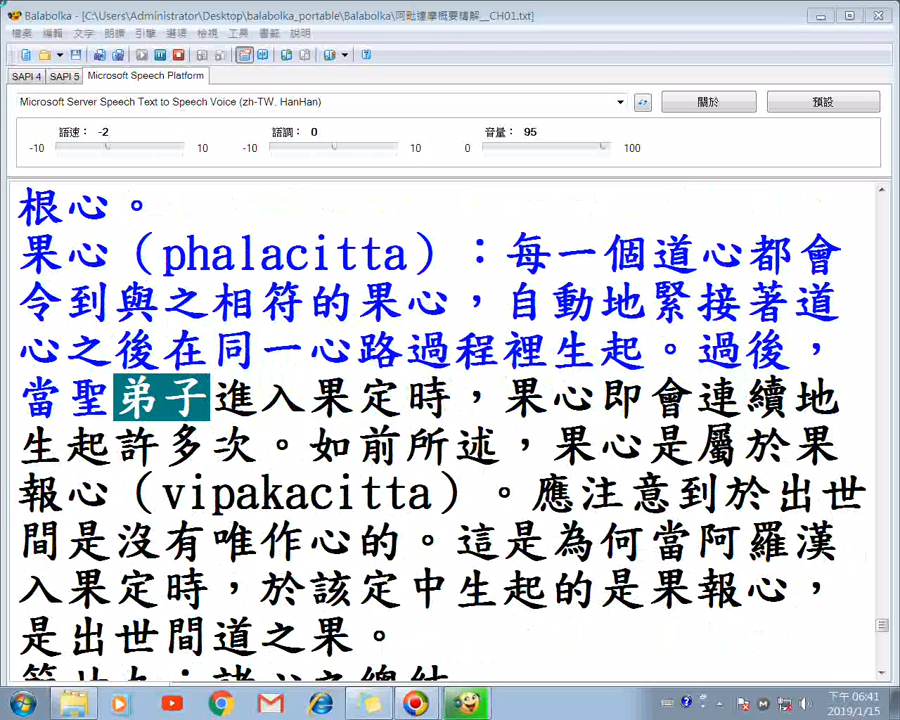 Balabolka - [C:\Users\Administrator\Desktop\balabolka_portable\Balabolka\阿毗達摩概要精解__CH01.txt]
檔案 編輯 文字 朗讀 引擎 選項 檢視 工具 書籤 說明
SAPI 4 SAPI 5 Microsoft Speech Platform
Microsoft Server Speech Text to Speech Voice (zh-TW, HanHan) 關於 預設
語速： -2 語調： 0 音量： 95
-10 10 -10 10 0 100
根心。
果心（phalacitta）：每一個道心都會
令到與之相符的果心，自動地緊接著道
心之後在同一心路過程裡生起。過後，
當聖弟子進入果定時，果心即會連續地
生起許多次。如前所述，果心是屬於果
報心（vipakacitta）。應注意到於出世
間是沒有唯作心的。這是為何當阿羅漢
入果定時，於該定中生起的是果報心，
是出世間道之果。
下午 06:41
2019/1/15